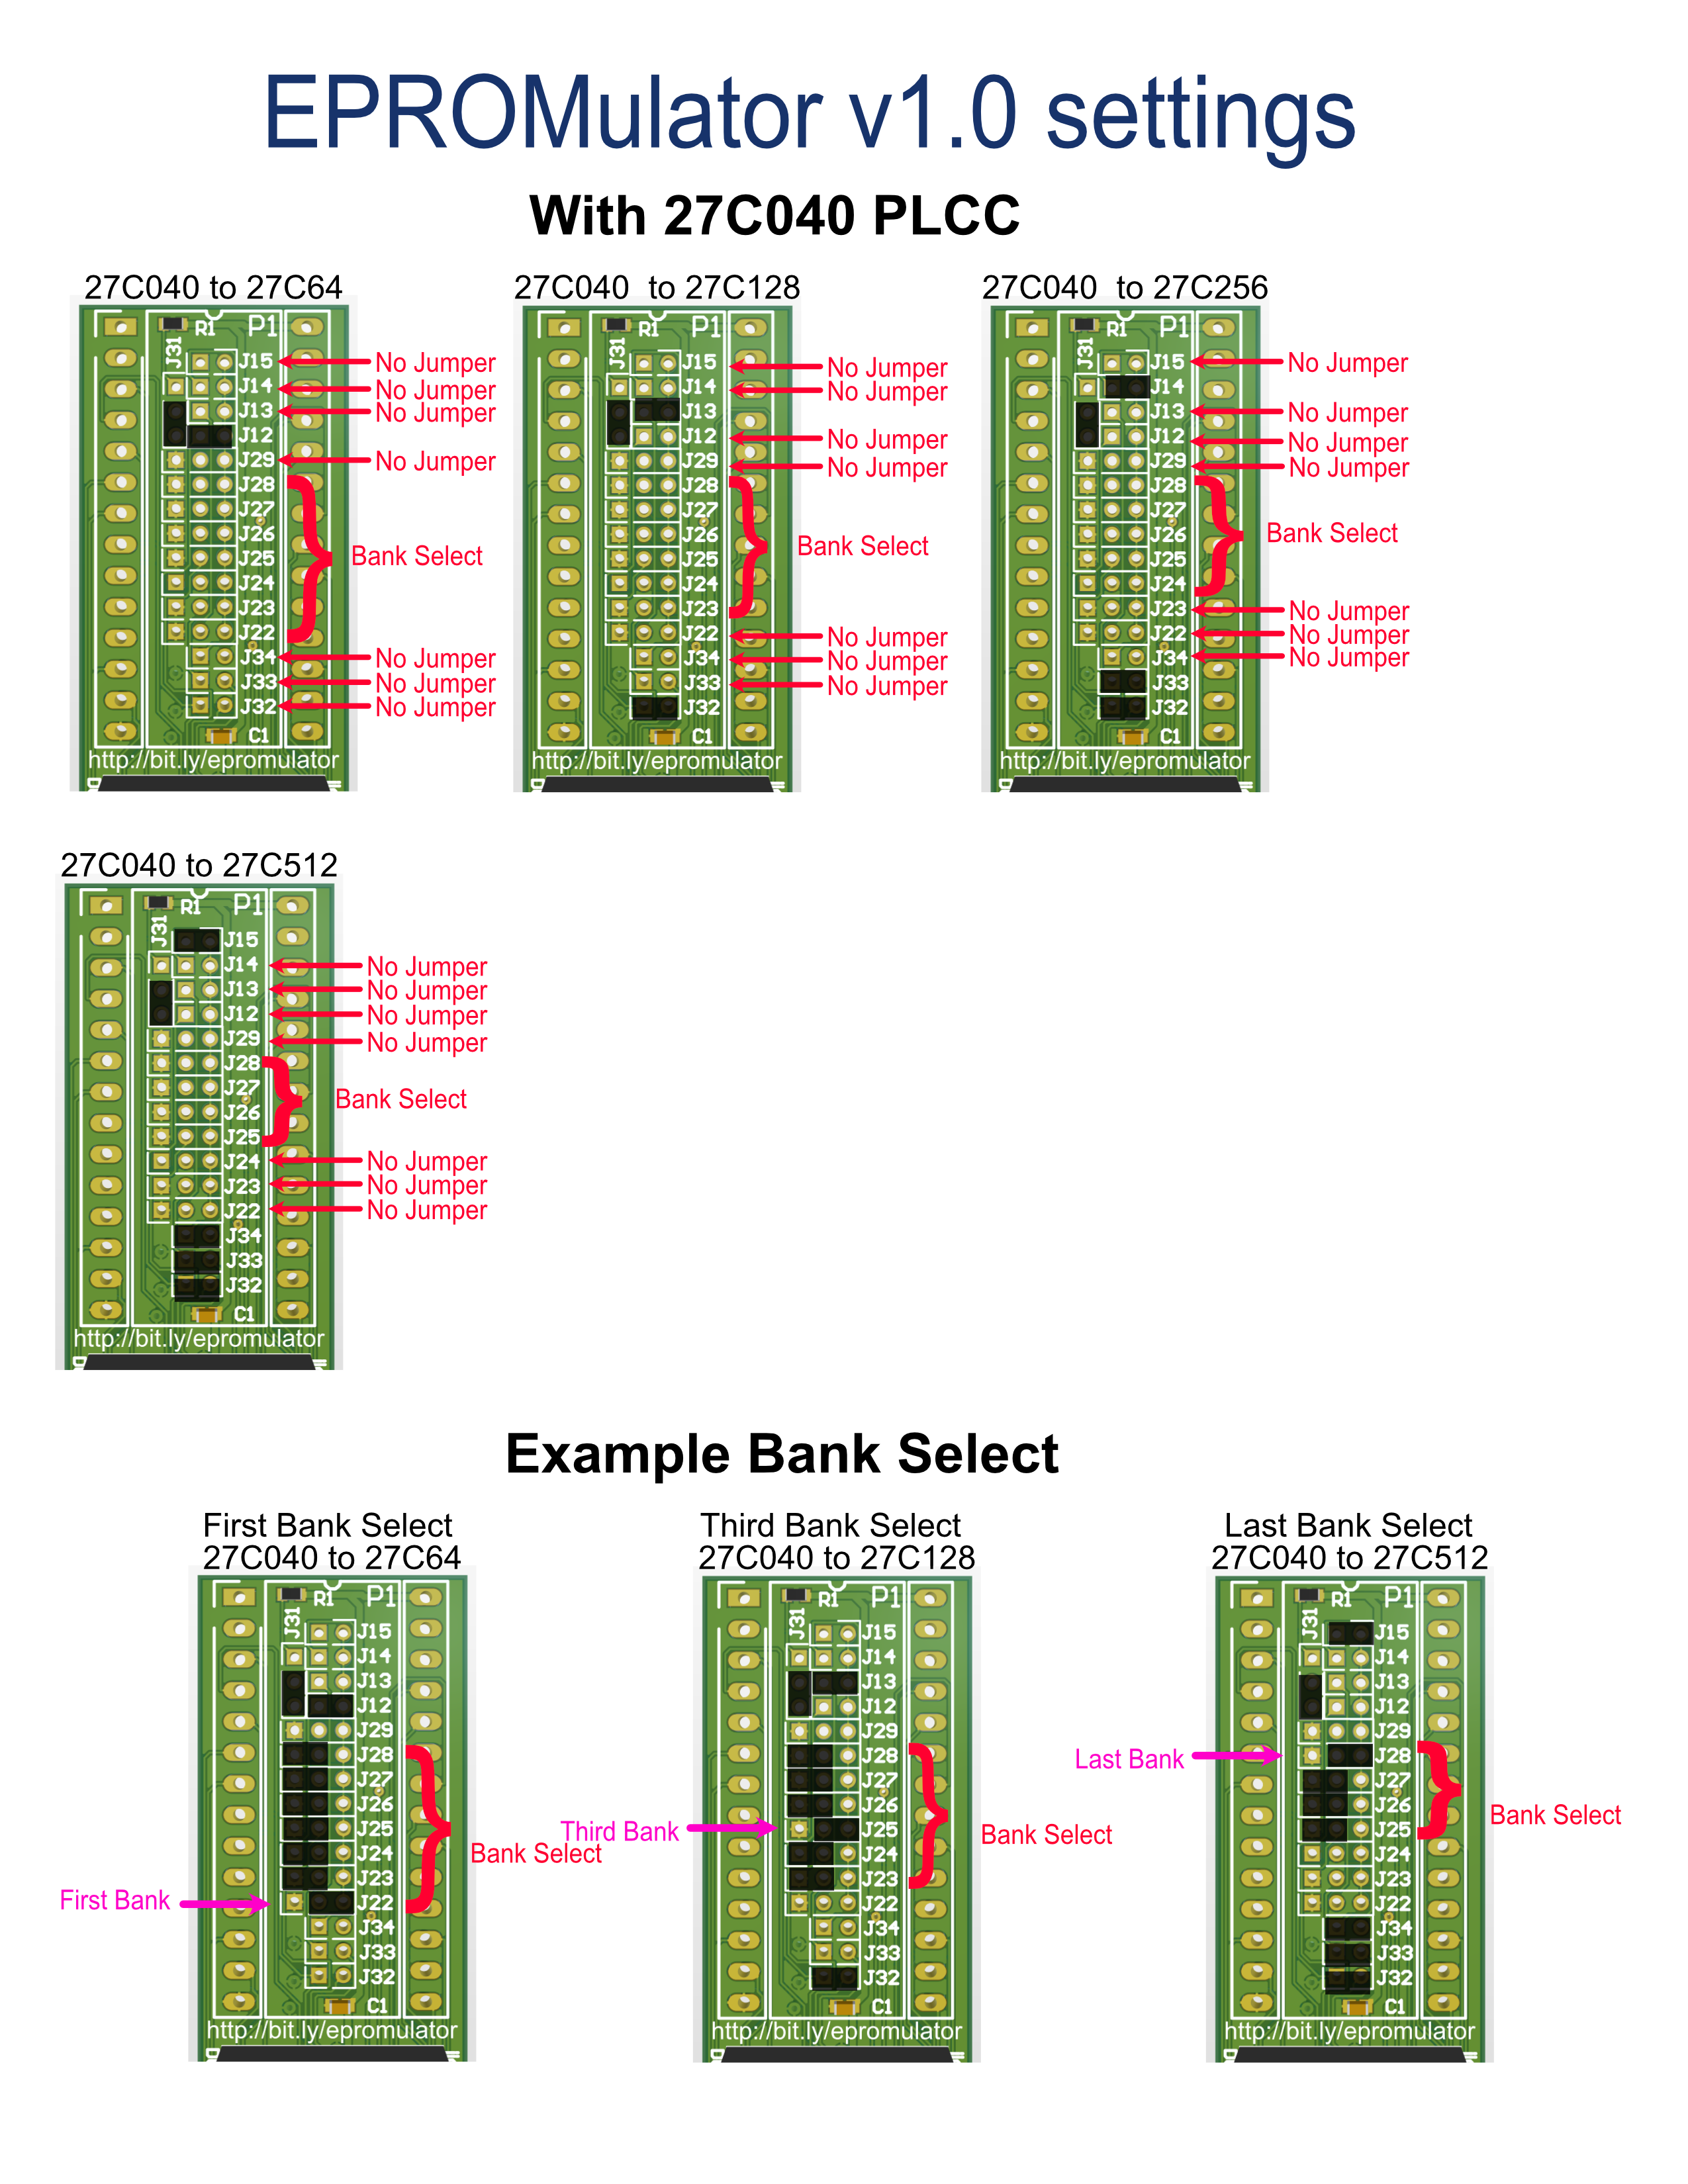 EPROMulator v1.0 settings
With 27C040 PLCC
27C040 to 27C64
R1 P1
J31
J15 No Jumper
J14 No Jumper
J13 No Jumper
J12
J29 No Jumper
J28
J27
J26
J25 Bank Select
J24
J23
J22
J34 No Jumper
J33 No Jumper
J32 No Jumper
C1
http://bit.ly/epromulator
27C040 to 27C128
R1 P1
J31
J15 No Jumper
J14 No Jumper
J13
J12 No Jumper
J29 No Jumper
J28
J27
J26
J25 Bank Select
J24
J23
J22 No Jumper
J34 No Jumper
J33 No Jumper
J32
C1
http://bit.ly/epromulator
27C040 to 27C256
R1 P1
J31
J15 No Jumper
J14
J13 No Jumper
J12 No Jumper
J29 No Jumper
J28
J27
J26 Bank Select
J25
J24
J23 No Jumper
J22 No Jumper
J34 No Jumper
J33
J32
C1
http://bit.ly/epromulator
27C040 to 27C512
R1 P1
J31
J15
J14 No Jumper
J13 No Jumper
J12 No Jumper
J29 No Jumper
J28
J27
Bank Select
J26
J25
J24 No Jumper
J23 No Jumper
J22 No Jumper
J34
J33
J32
C1
http://bit.ly/epromulator
Example Bank Select
First Bank Select
27C040 to 27C64
R1 P1
J31
J15
J14
J13
J12
J29
J28
J27
J26
J25
J24 Bank Select
J23
First Bank J22
J34
J33
J32
C1
http://bit.ly/epromulator
Third Bank Select
27C040 to 27C128
R1 P1
J31
J15
J14
J13
J12
J29
J28
J27
J26
Third Bank J25 Bank Select
J24
J23
J22
J34
J33
J32
C1
http://bit.ly/epromulator
Last Bank Select
27C040 to 27C512
R1 P1
J31
J15
J14
J13
J12
J29
Last Bank J28
J27
J26 Bank Select
J25
J24
J23
J22
J34
J33
J32
C1
http://bit.ly/epromulator